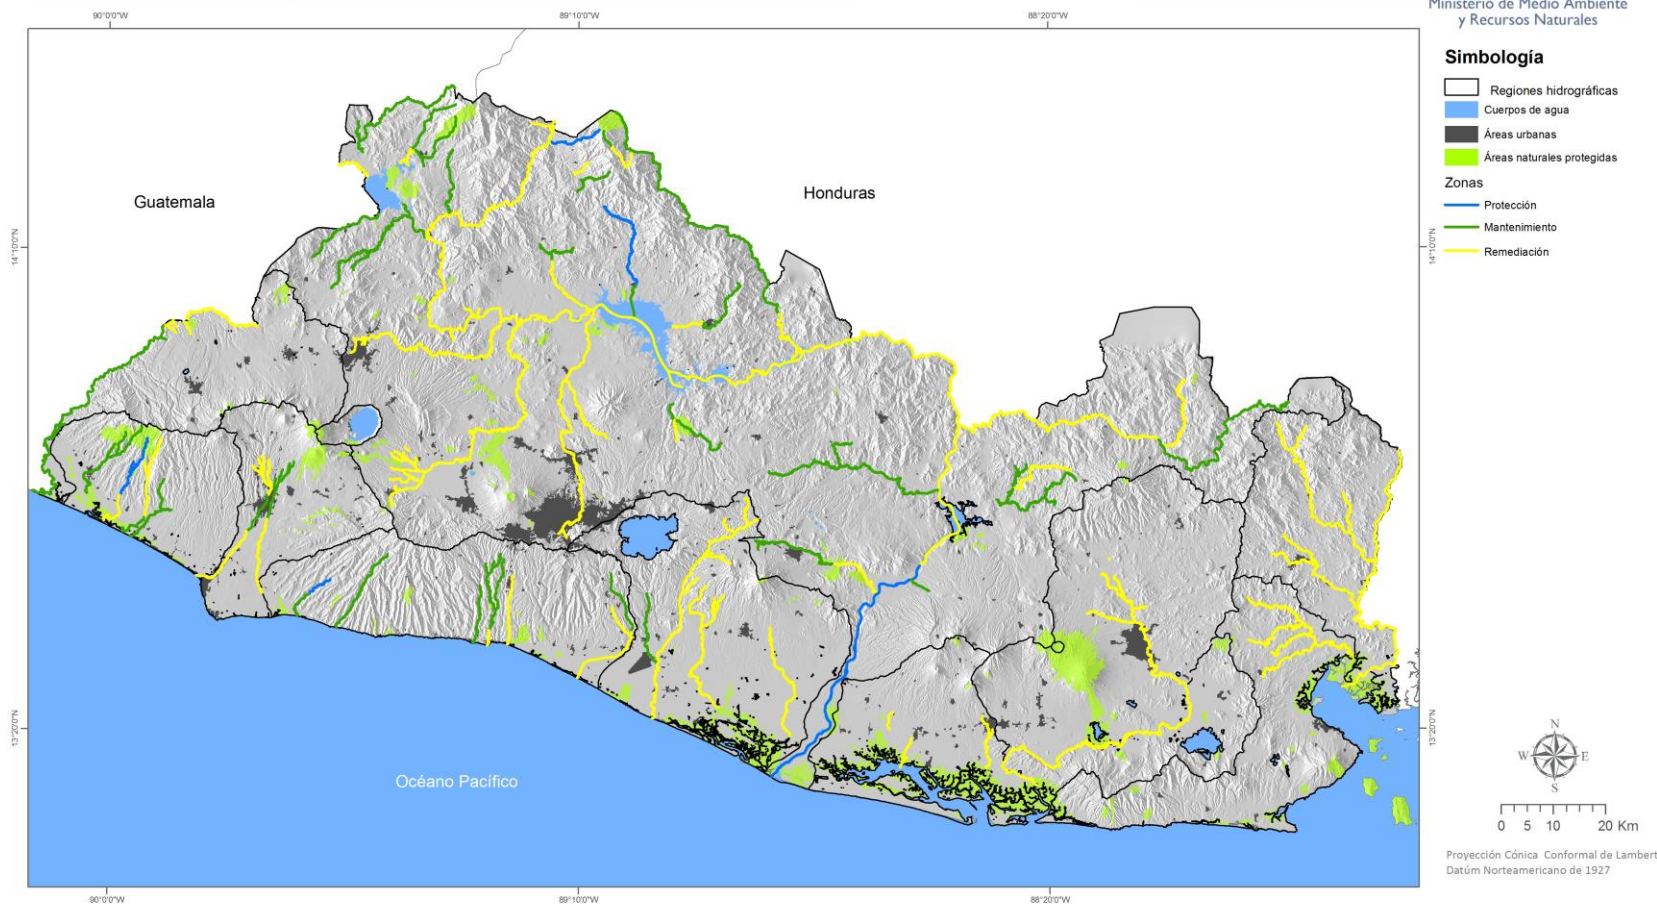 Ministerio de Medio Ambiente
y Recursos Naturales
90°0'0"W
89°10'0"W
88°20'0"W
Simbología
Regiones hidrográficas
Cuerpos de agua
Áreas urbanas
Áreas naturales protegidas
Zonas
Protección
Mantenimiento
Remediación
Guatemala
Honduras
14°10'0"N
14°10'0"N
13°20'0"N
13°20'0"N
Océano Pacífico
N
W
E
S
0 5 10 20 Km
Proyección Cónica Conformal de Lambert
Datúm Norteamericano de 1927
90°0'0"W
89°10'0"W
88°20'0"W